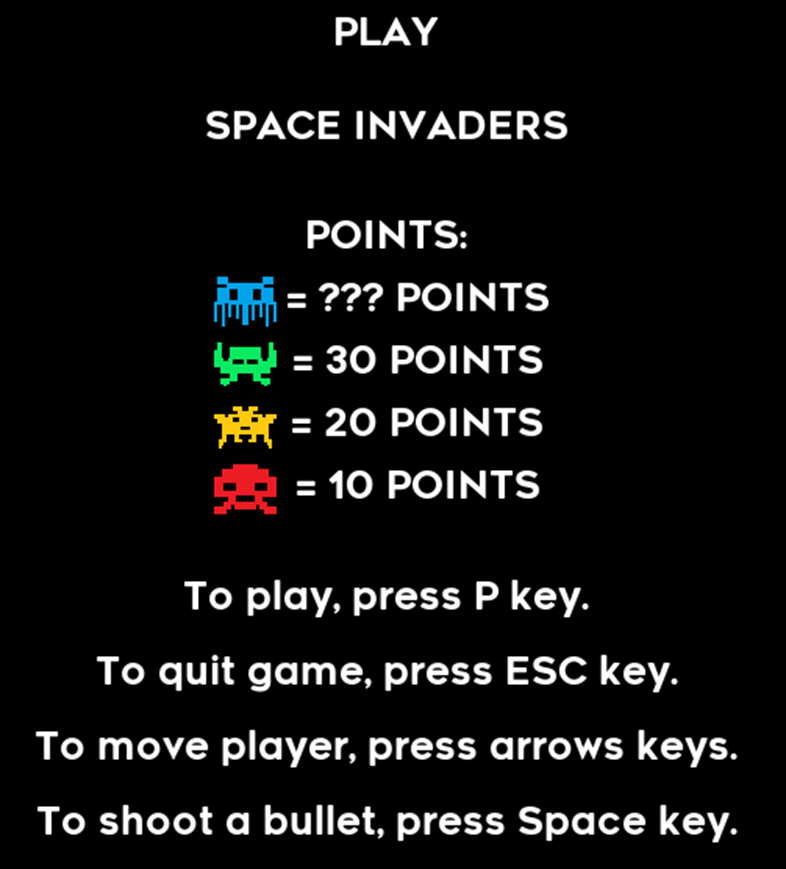 PLAY
SPACE INVADERS
POINTS:
= ??? POINTS
= 30 POINTS
= 20 POINTS
= 10 POINTS
To play, press P key.
To quit game, press ESC key.
To move player, press arrows keys.
To shoot a bullet, press Space key.